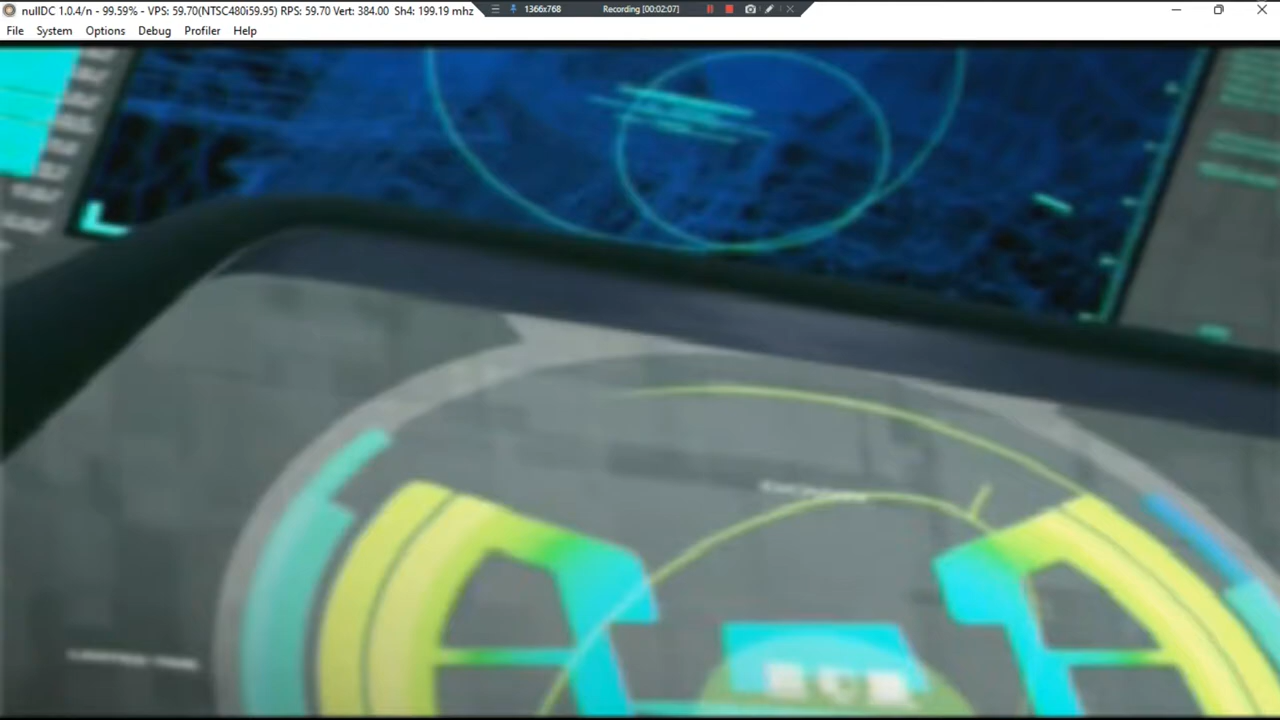 nullDC 1.0.4/n - 99.59% - VPS: 59.70(NTSC480i59.95) RPS: 59.70 Vert: 384.00 Sh4: 199.19 mhz
1366x768
Recording [00:02:07]
File System Options Debug Profiler Help